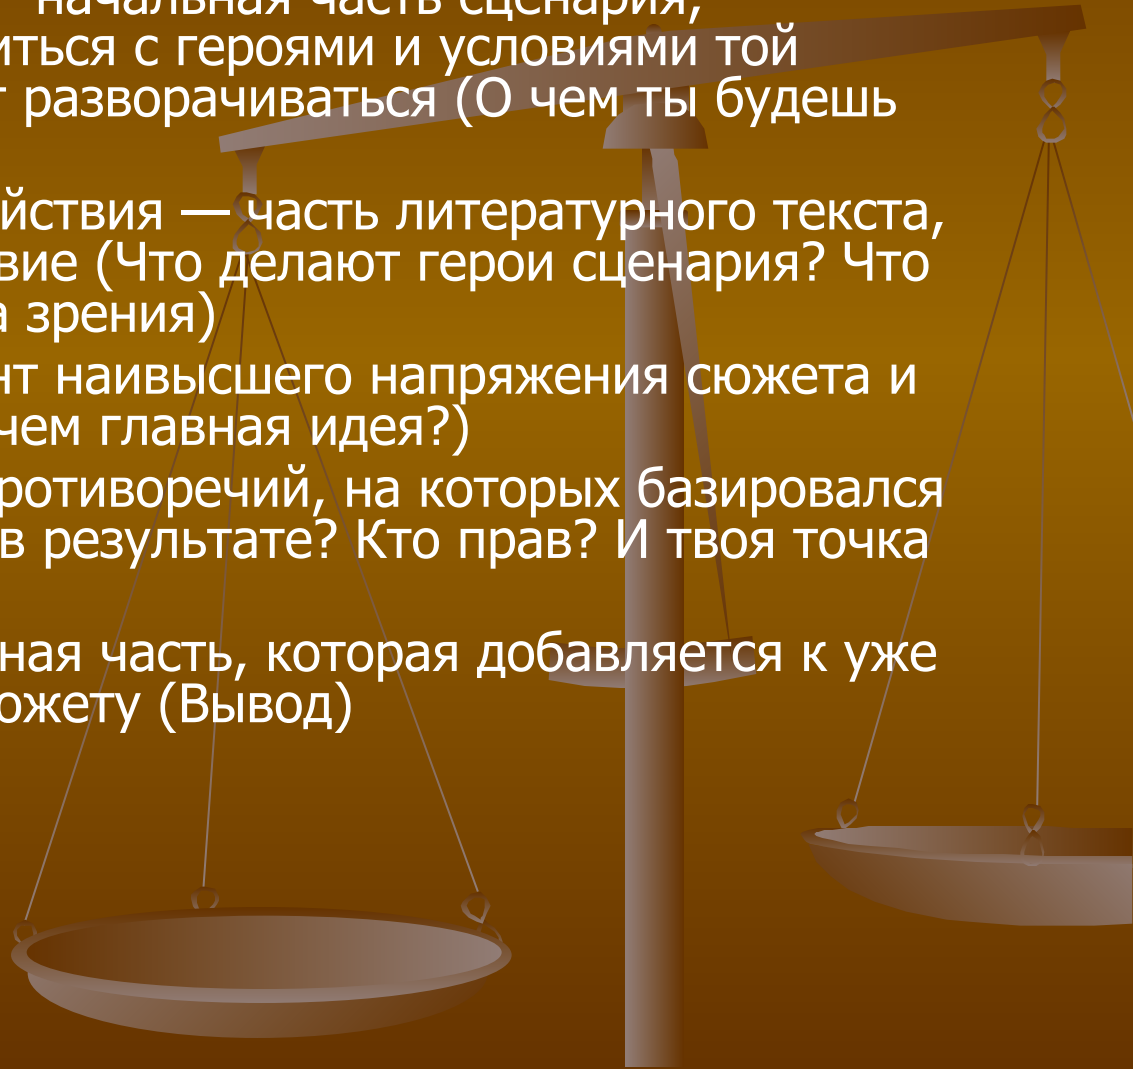 начальная часть сценария,
иться с героями и условиями той
т разворачиваться (О чем ты будешь
йствия — часть литературного текста,
вие (Что делают герои сценария? Что
а зрения)
нт наивысшего напряжения сюжета и
чем главная идея?)
ротиворечий, на которых базировался
в результате? Кто прав? И твоя точка
ная часть, которая добавляется к уже
южету (Вывод)